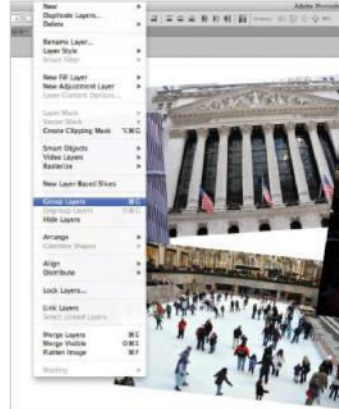 New
Adobe Photosh
Duplicate Layers...
Delete
Rename Layer...
Layer Style
Smart Filter
New Fill Layer
New Adjustment Layer
Layer Content Options...
Layer Mask
Vector Mask
Create Clipping Mask ⌥⌘G
Smart Objects
Video Layers
Rasterize
New Layer Based Slices
Group Layers ⌘G
Ungroup Layers ⇧⌘G
Hide Layers
Arrange
Combine Shapes
Align
Distribute
Lock Layers...
Link Layers
Select Linked Layers
Merge Layers ⌘E
Merge Visible ⇧⌘E
Flatten Image ⌘F
Matting